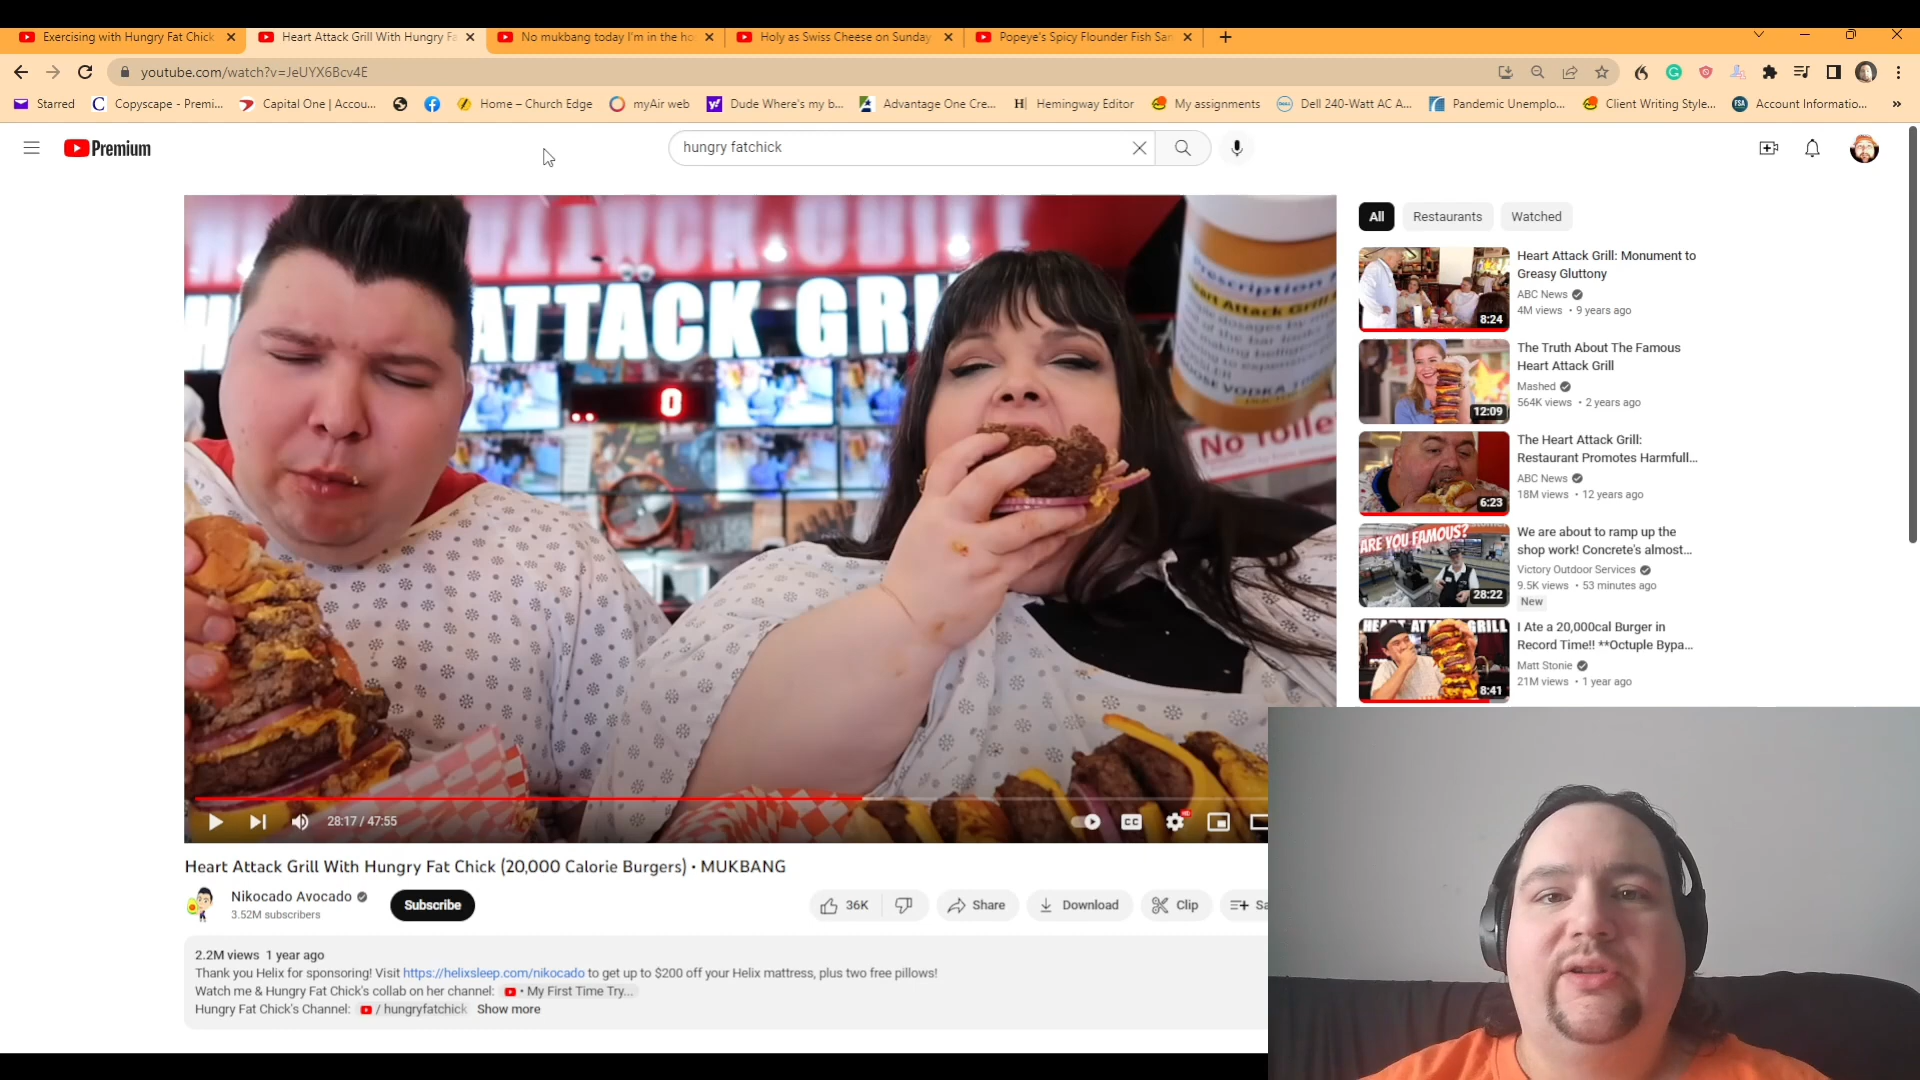 Exercising with Hungry Fat Chick
Heart Attack Grill With Hungry Fa
No mukbang today I'm in the ho
Holy as Swiss Cheese on Sunday
Popeye's Spicy Flounder Fish San
youtube.com/watch?v=JeUYX6Bcv4E
Starred
Copyscape - Premi...
Capital One | Accou...
Home – Church Edge
myAir web
Dude Where's my b...
Advantage One Cre...
Hemingway Editor
My assignments
Dell 240-Watt AC A...
Pandemic Unemplo...
Client Writing Style...
Account Informatio...
Premium
hungry fatchick
ATTACK GRIL
0
Prescription
Heart Attack Grill
No Toile
All
Restaurants
Watched
Heart Attack Grill: Monument to
Greasy Gluttony
ABC News
4M views • 9 years ago
8:24
The Truth About The Famous
Heart Attack Grill
Mashed
564K views • 2 years ago
12:09
The Heart Attack Grill:
Restaurant Promotes Harmfull...
ABC News
18M views • 12 years ago
6:23
ARE YOU FAMOUS?
We are about to ramp up the
shop work! Concrete's almost...
Victory Outdoor Services
9.5K views • 53 minutes ago
28:22
New
I Ate a 20,000cal Burger in
Record Time!! **Octuple Bypa...
Matt Stonie
21M views • 1 year ago
8:41
28:17 / 47:55
CC
Heart Attack Grill With Hungry Fat Chick (20,000 Calorie Burgers) • MUKBANG
Nikocado Avocado
3.52M subscribers
Subscribe
36K
Share
Download
Clip
Sa
2.2M views 1 year ago
Thank you Helix for sponsoring! Visit https://helixsleep.com/nikocado to get up to $200 off your Helix mattress, plus two free pillows!
Watch me & Hungry Fat Chick's collab on her channel: • My First Time Try...
Hungry Fat Chick's Channel: / hungryfatchick Show more